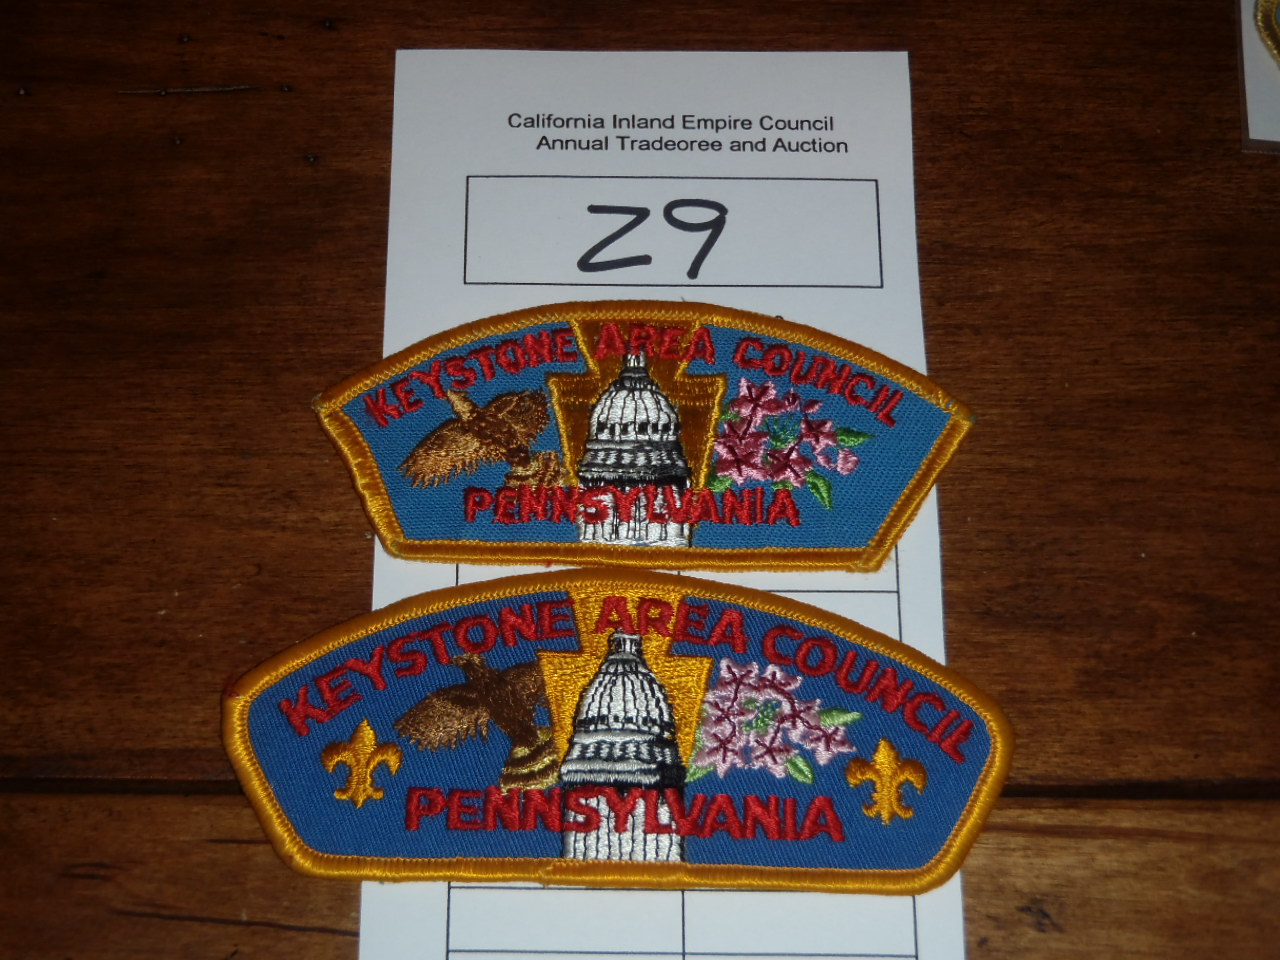 California Inland Empire Council
Annual Tradeoree and Auction
Z9
KEYSTONE AREA COUNCIL
PENNSYLVANIA
KEYSTONE AREA COUNCIL
PENNSYLVANIA